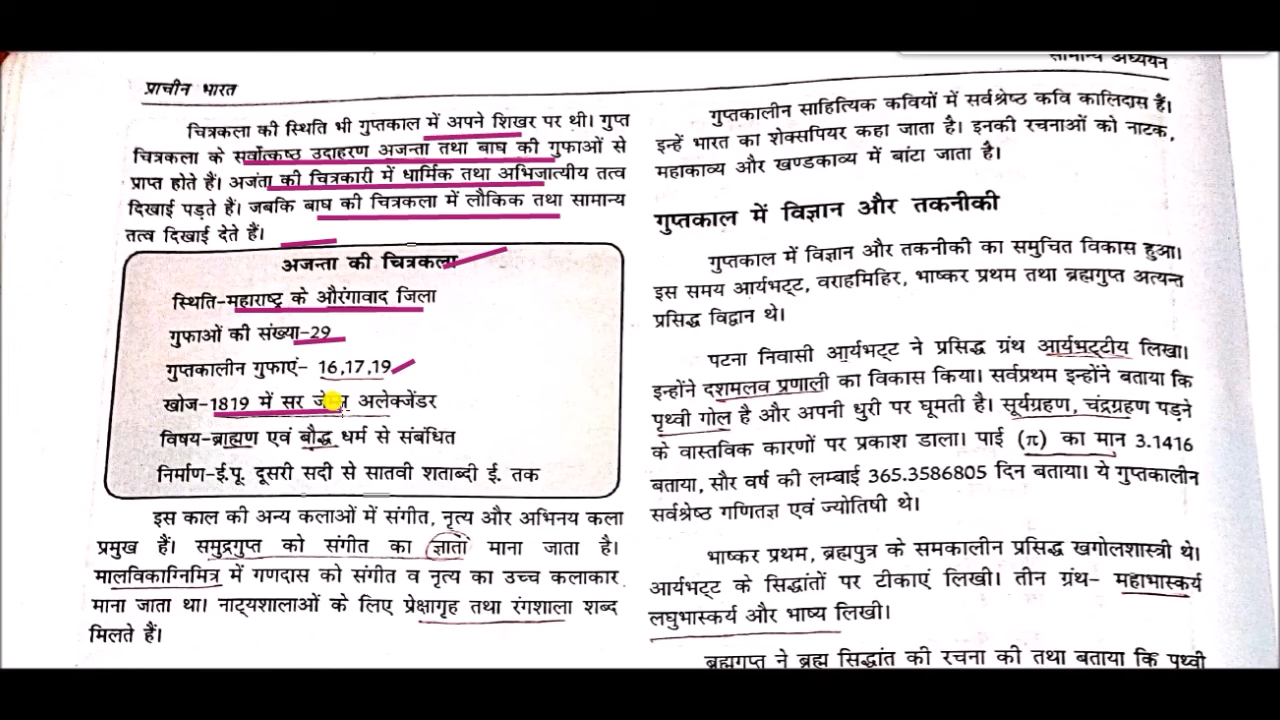 प्राचीन भारत
सामान्य अध्ययन
चित्रकला की स्थिति भी गुप्तकाल में अपने शिखर पर थी। गुप्त
चित्रकला के सर्वोत्कष्ठ उदाहरण अजन्ता तथा बाघ की गुफाओं से
प्राप्त होते हैं। अजंता की चित्रकारी में धार्मिक तथा अभिजात्यीय तत्व
दिखाई पड़ते हैं। जबकि बाघ की चित्रकला में लौकिक तथा सामान्य
तत्व दिखाई देते हैं।
अजन्ता की चित्रकला
स्थिति-महाराष्ट्र के औरंगावाद जिला
गुफाओं की संख्या-29
गुप्तकालीन गुफाएं- 16,17,19
खोज-1819 में सर जेम्स अलेक्जेंडर
विषय-ब्राह्मण एवं बौद्ध धर्म से संबंधित
निर्माण-ई.पू. दूसरी सदी से सातवी शताब्दी ई. तक
इस काल की अन्य कलाओं में संगीत, नृत्य और अभिनय कला
प्रमुख हैं। समुद्रगुप्त को संगीत का ज्ञाता माना जाता है।
मालविकाग्निमित्र में गणदास को संगीत व नृत्य का उच्च कलाकार
माना जाता था। नाट्यशालाओं के लिए प्रेक्षागृह तथा रंगशाला शब्द
मिलते हैं।
गुप्तकालीन साहित्यिक कवियों में सर्वश्रेष्ठ कवि कालिदास हैं।
इन्हें भारत का शेक्सपियर कहा जाता है। इनकी रचनाओं को नाटक,
महाकाव्य और खण्डकाव्य में बांटा जाता है।
गुप्तकाल में विज्ञान और तकनीकी
गुप्तकाल में विज्ञान और तकनीकी का समुचित विकास हुआ।
इस समय आर्यभट्ट, वराहमिहिर, भाष्कर प्रथम तथा ब्रह्मगुप्त अत्यन्त
प्रसिद्ध विद्वान थे।
पटना निवासी आर्यभट्ट ने प्रसिद्ध ग्रंथ आर्यभट्टीय लिखा।
इन्होंने दशमलव प्रणाली का विकास किया। सर्वप्रथम इन्होंने बताया कि
पृथ्वी गोल है और अपनी धुरी पर घूमती है। सूर्यग्रहण, चंद्रग्रहण पड़ने
के वास्तविक कारणों पर प्रकाश डाला। पाई (π) का मान 3.1416
बताया, सौर वर्ष की लम्बाई 365.3586805 दिन बताया। ये गुप्तकालीन
सर्वश्रेष्ठ गणितज्ञ एवं ज्योतिषी थे।
भाष्कर प्रथम, ब्रह्मपुत्र के समकालीन प्रसिद्ध खगोलशास्त्री थे।
आर्यभट्ट के सिद्धांतों पर टीकाएं लिखी। तीन ग्रंथ- महाभास्कर्य
लघुभास्कर्य और भाष्य लिखी।
ब्रह्मगुप्त ने ब्रह्म सिद्धांत की रचना की तथा बताया कि पृथ्वी